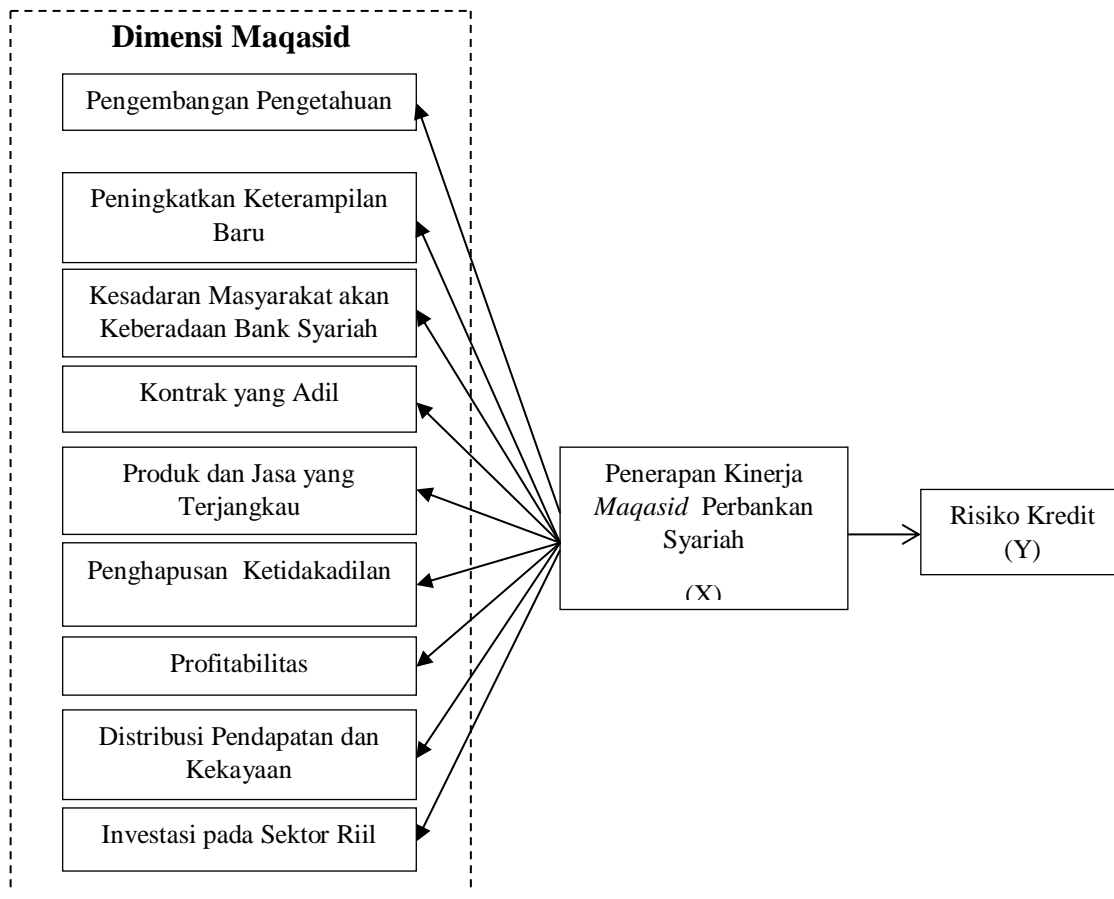 Dimensi Maqasid
Pengembangan Pengetahuan
Peningkatkan Keterampilan
Baru
Kesadaran Masyarakat akan
Keberadaan Bank Syariah
Kontrak yang Adil
Produk dan Jasa yang
Terjangkau
Penghapusan Ketidakadilan
Profitabilitas
Distribusi Pendapatan dan
Kekayaan
Investasi pada Sektor Riil
Penerapan Kinerja
Maqasid Perbankan
Syariah
(X)
Risiko Kredit
(Y)